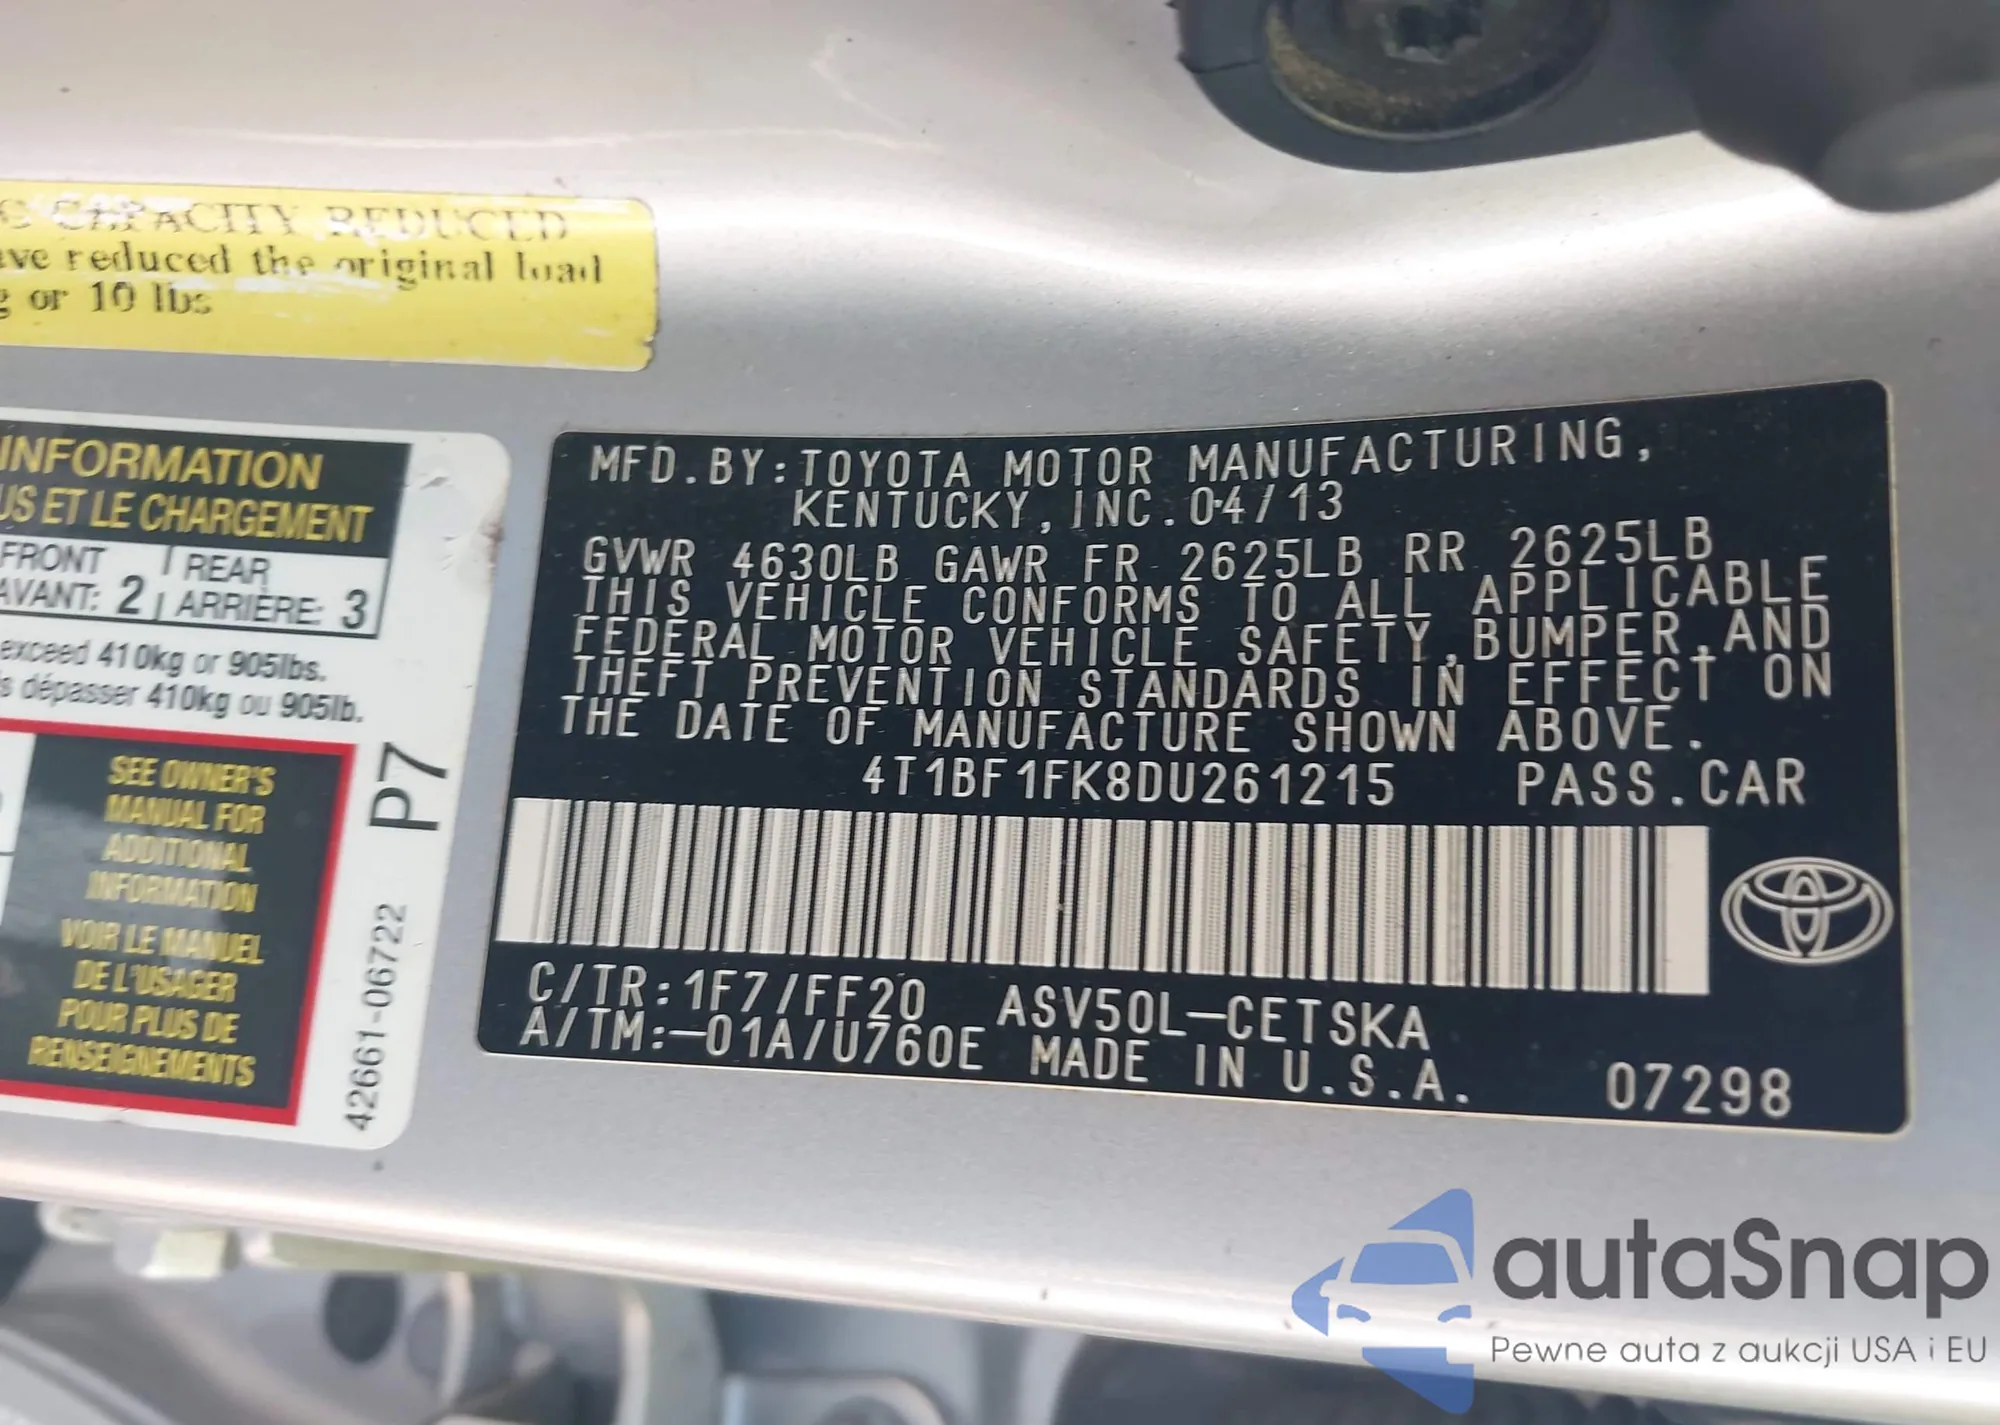 CAPACITY REDUCED
reduced the original load
or 10 lbs
INFORMATION
ET LE CHARGEMENT
FRONT REAR
AVANT: 2 ARRIÈRE: 3
exceed 410kg or 905lbs.
dépasser 410kg ou 905lb.
SEE OWNER'S
MANUAL FOR
ADDITIONAL
INFORMATION
VOIR LE MANUEL
DE L'USAGER
POUR PLUS DE
RENSEIGNEMENTS
P7
42661-06722
MFD.BY:TOYOTA MOTOR MANUFACTURING,
KENTUCKY, INC. 04/13
GVWR 4630LB GAWR FR 2625LB RR 2625LB
THIS VEHICLE CONFORMS TO ALL APPLICABLE
FEDERAL MOTOR VEHICLE SAFETY,BUMPER,AND
THEFT PREVENTION STANDARDS IN EFFECT ON
THE DATE OF MANUFACTURE SHOWN ABOVE.
4T1BF1FK8DU261215 PASS.CAR
C/TR:1F7/FF20 ASV50L-CETSKA
A/TM:-01A/U760E MADE IN U.S.A. 07298
autaSnap
Pewne auta z aukcji USA i EU